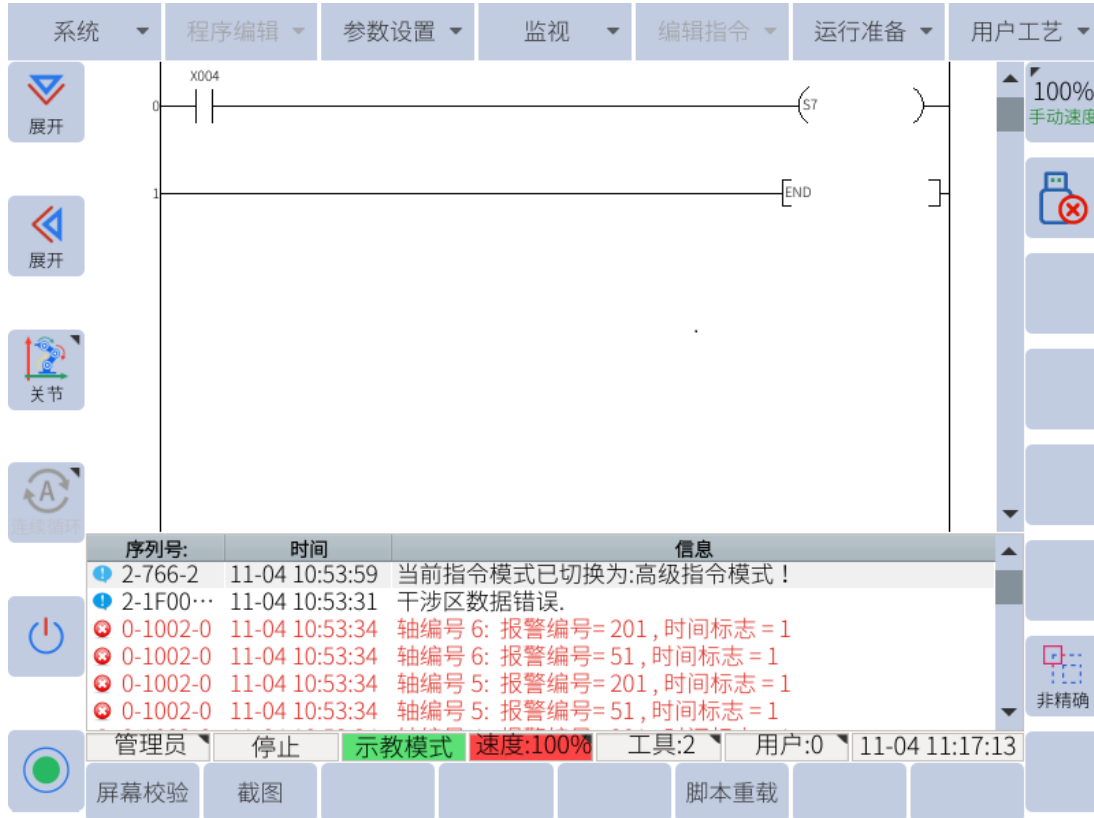 系统 程序编辑 参数设置 监视 编辑指令 运行准备 用户工艺
展开
展开
关节
连续循环
X004
0
S7
1
END
100%
手动速度
序列号: 时间 信息
2-766-2 11-04 10:53:59 当前指令模式已切换为:高级指令模式！
2-1F00… 11-04 10:53:31 干涉区数据错误.
0-1002-0 11-04 10:53:34 轴编号 6: 报警编号= 201 , 时间标志 = 1
0-1002-0 11-04 10:53:34 轴编号 6: 报警编号= 51 , 时间标志 = 1
0-1002-0 11-04 10:53:34 轴编号 5: 报警编号= 201 , 时间标志 = 1
0-1002-0 11-04 10:53:34 轴编号 5: 报警编号= 51 , 时间标志 = 1
非精确
管理员 停止 示教模式 速度:100% 工具:2 用户:0 11-04 11:17:13
屏幕校验 截图 脚本重载